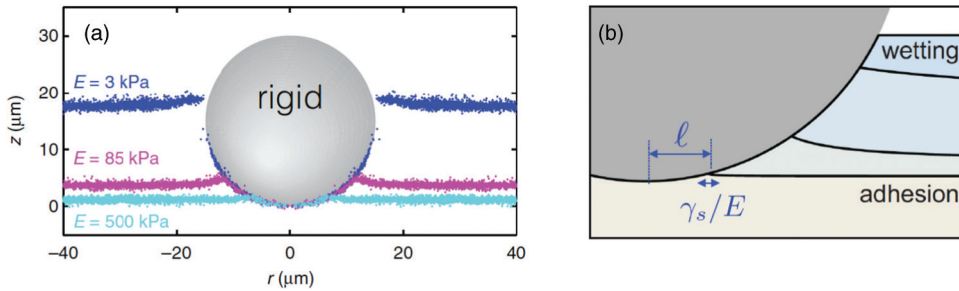 (a)
30
20
10
0
z (μm)
E = 3 kPa
E = 85 kPa
E = 500 kPa
rigid
−40 −20 0 20 40
r (μm)
(b)
wetting
ℓ
γs/E
adhesion